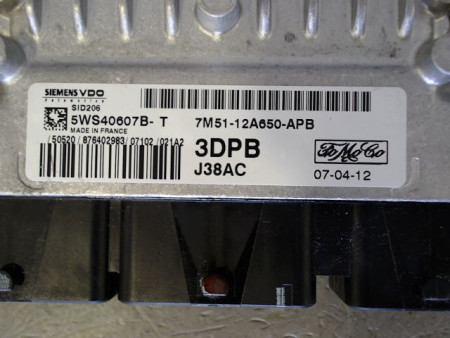 SIEMENS VDO
Automotive
SID206
5WS40607B- T 7M51-12A650-APB
MADE IN FRANCE
/50520/ 876402983/07102 /021A2
3DPB
FoMoCo
J38AC
07-04-12